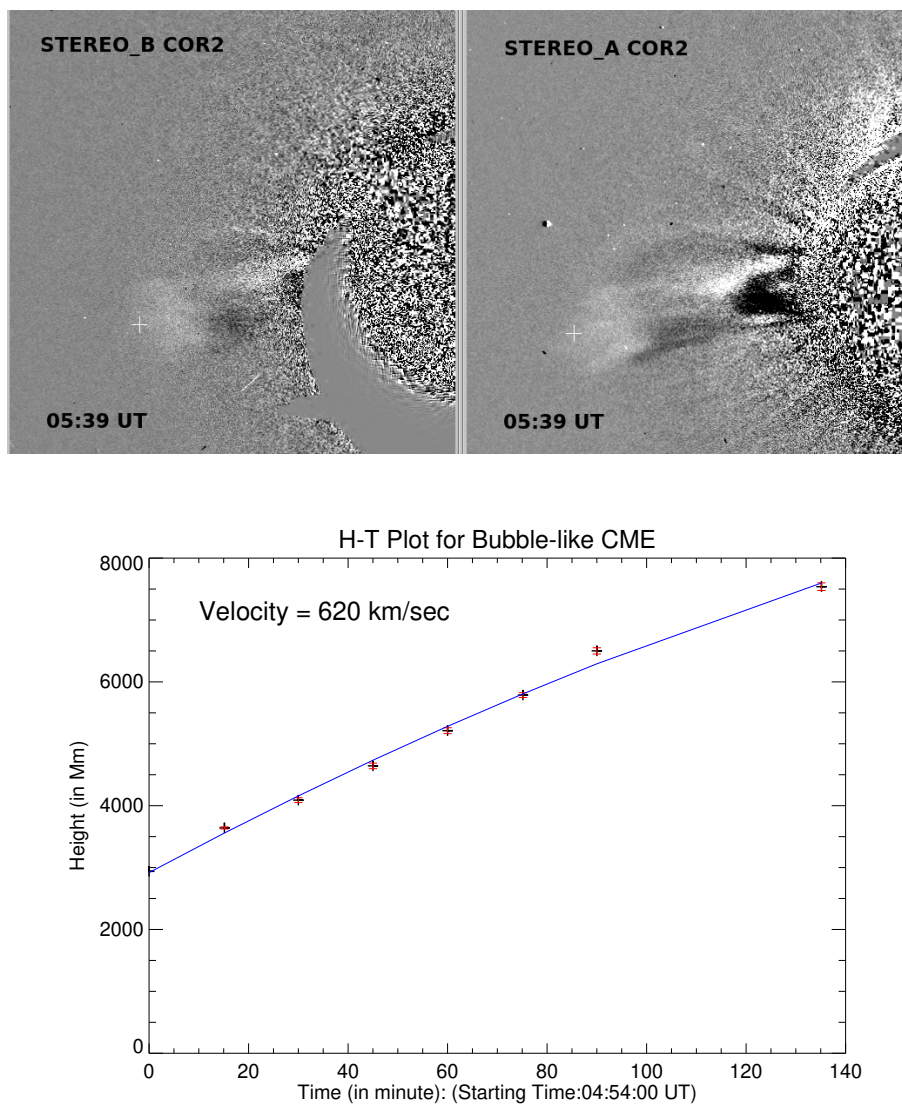 STEREO_B COR2
STEREO_A COR2
05:39 UT
05:39 UT
H-T Plot for Bubble-like CME
Velocity = 620 km/sec
Height (in Mm)
8000
6000
4000
2000
0
0 20 40 60 80 100 120 140
Time (in minute): (Starting Time:04:54:00 UT)